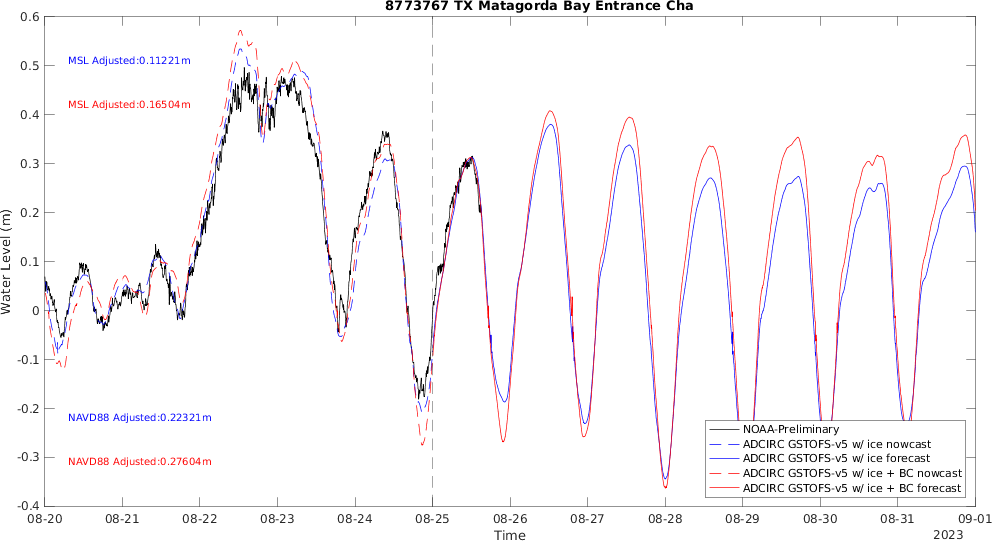 8773767 TX Matagorda Bay Entrance Cha
0.6
0.5
0.4
0.3
0.2
0.1
0
-0.1
-0.2
-0.3
-0.4
Water Level (m)
MSL Adjusted:0.11221m
MSL Adjusted:0.16504m
NAVD88 Adjusted:0.22321m
NAVD88 Adjusted:0.27604m
NOAA-Preliminary
ADCIRC GSTOFS-v5 w/ ice nowcast
ADCIRC GSTOFS-v5 w/ ice forecast
ADCIRC GSTOFS-v5 w/ ice + BC nowcast
ADCIRC GSTOFS-v5 w/ ice + BC forecast
08-20 08-21 08-22 08-23 08-24 08-25 08-26 08-27 08-28 08-29 08-30 08-31 09-01
Time
2023